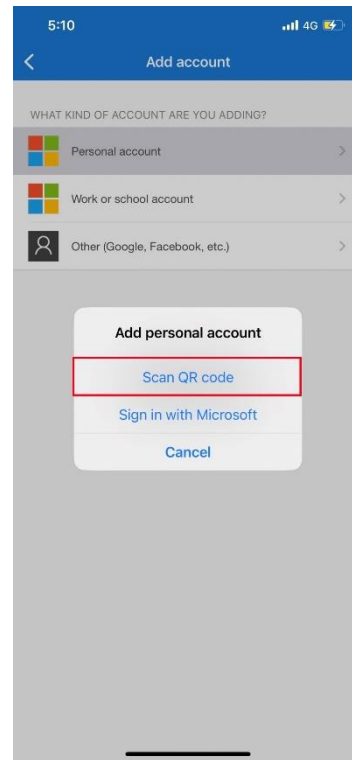 5:10
4G
Add account
WHAT KIND OF ACCOUNT ARE YOU ADDING?
Personal account
Work or school account
Other (Google, Facebook, etc.)
Add personal account
Scan QR code
Sign in with Microsoft
Cancel